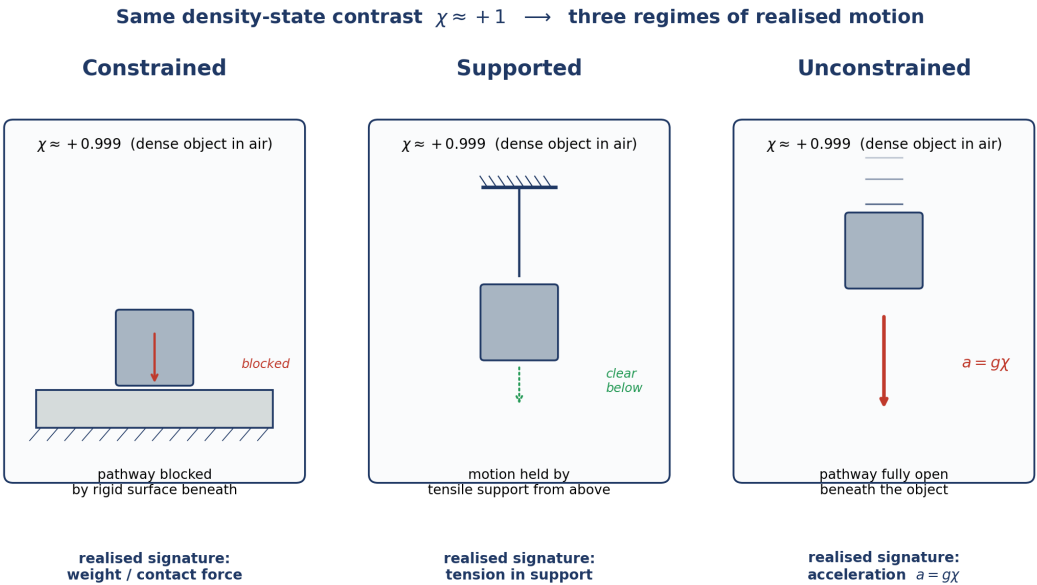 Same density-state contrast χ ≈ +1 ⟶ three regimes of realised motion
Constrained
Supported
Unconstrained
χ ≈ +0.999 (dense object in air)
χ ≈ +0.999 (dense object in air)
χ ≈ +0.999 (dense object in air)
blocked
clear
below
a = gχ
pathway blocked
by rigid surface beneath
motion held by
tensile support from above
pathway fully open
beneath the object
realised signature:
weight / contact force
realised signature:
tension in support
realised signature:
acceleration a = gχ